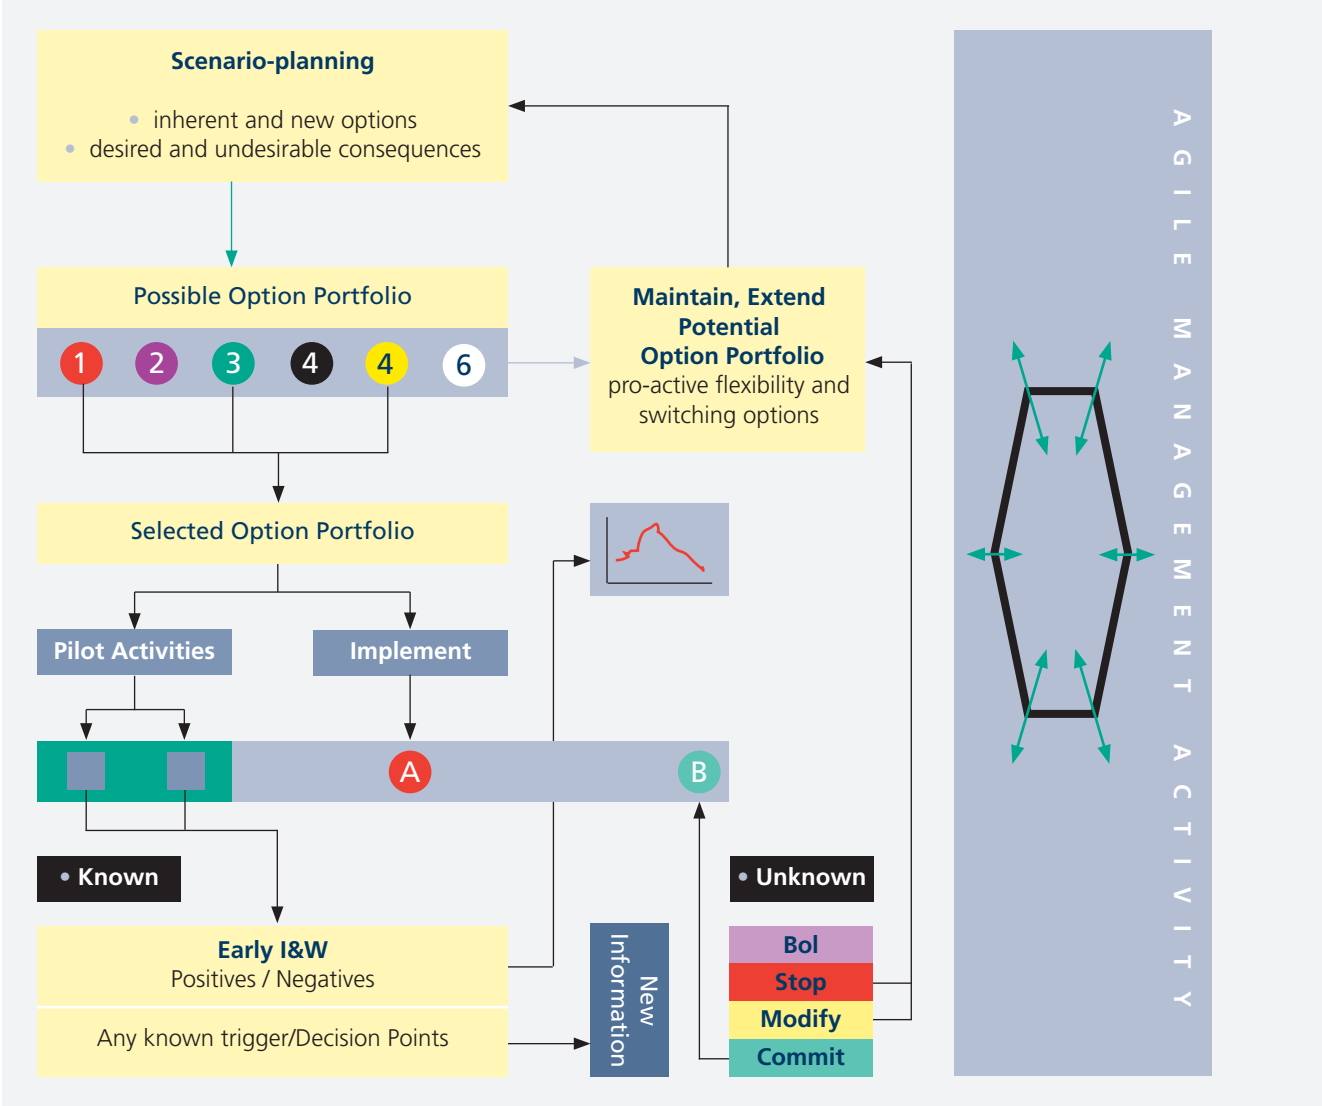 Scenario-planning
• inherent and new options
• desired and undesirable consequences
Possible Option Portfolio
1 2 3 4 4 6
Maintain, Extend
Potential
Option Portfolio
pro-active flexibility and
switching options
Selected Option Portfolio
Pilot Activities
Implement
A
B
• Known
• Unknown
Early I&W
Positives / Negatives
Any known trigger/Decision Points
New
Information
Bol
Stop
Modify
Commit
AGILE MANAGEMENT ACTIVITY